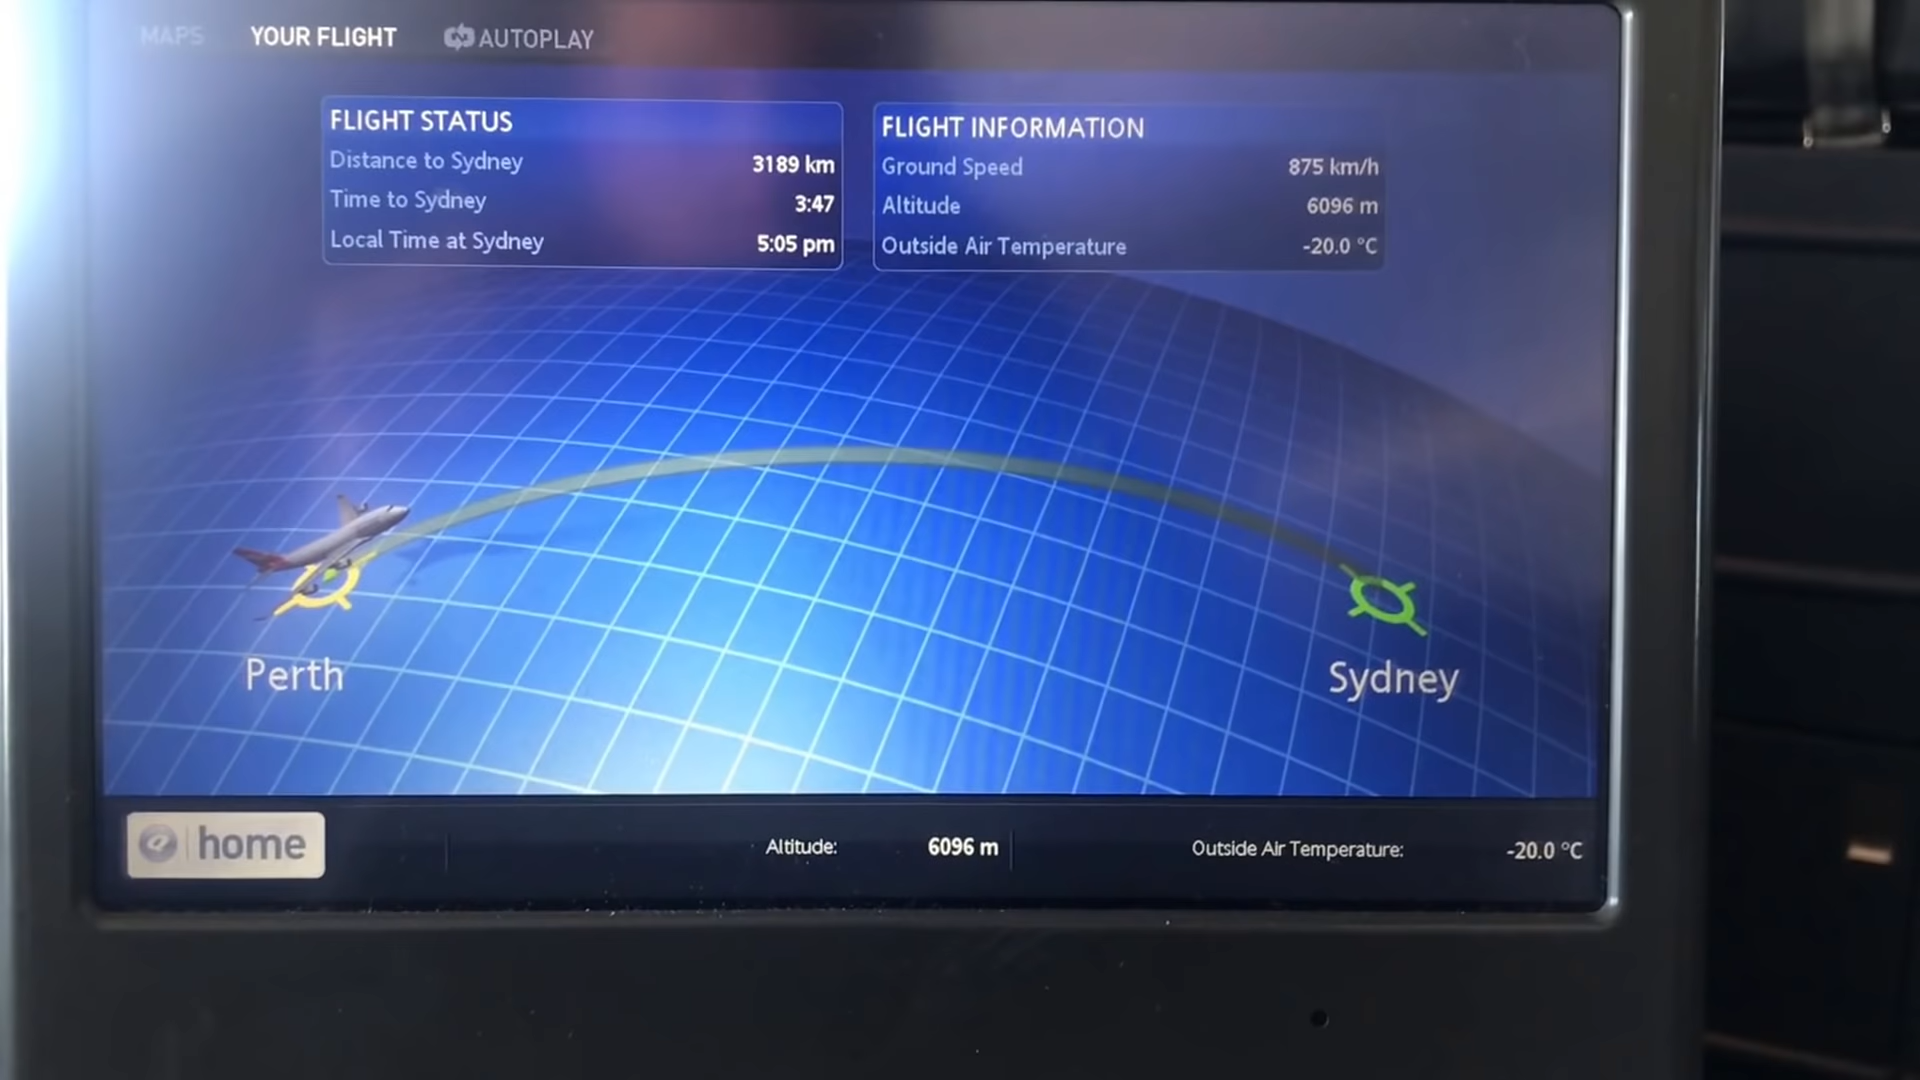 MAPS YOUR FLIGHT AUTOPLAY
FLIGHT STATUS
Distance to Sydney 3189 km
Time to Sydney 3:47
Local Time at Sydney 5:05 pm
FLIGHT INFORMATION
Ground Speed 875 km/h
Altitude 6096 m
Outside Air Temperature -20.0 °C
Perth
Sydney
home Altitude: 6096 m Outside Air Temperature: -20.0 °C